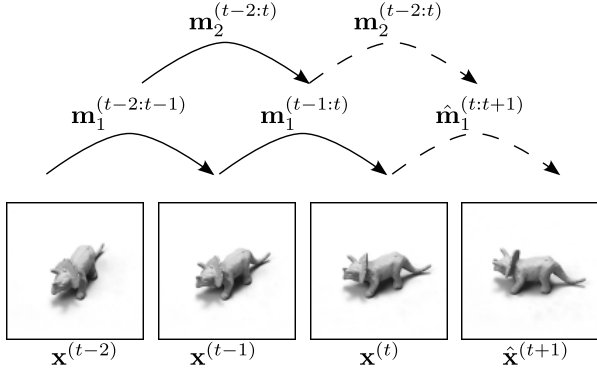 m₂^(t−2:t) m₂^(t−2:t)
m₁^(t−2:t−1) m₁^(t−1:t) m̂₁^(t:t+1)
x^(t−2) x^(t−1) x^(t) x̂^(t+1)